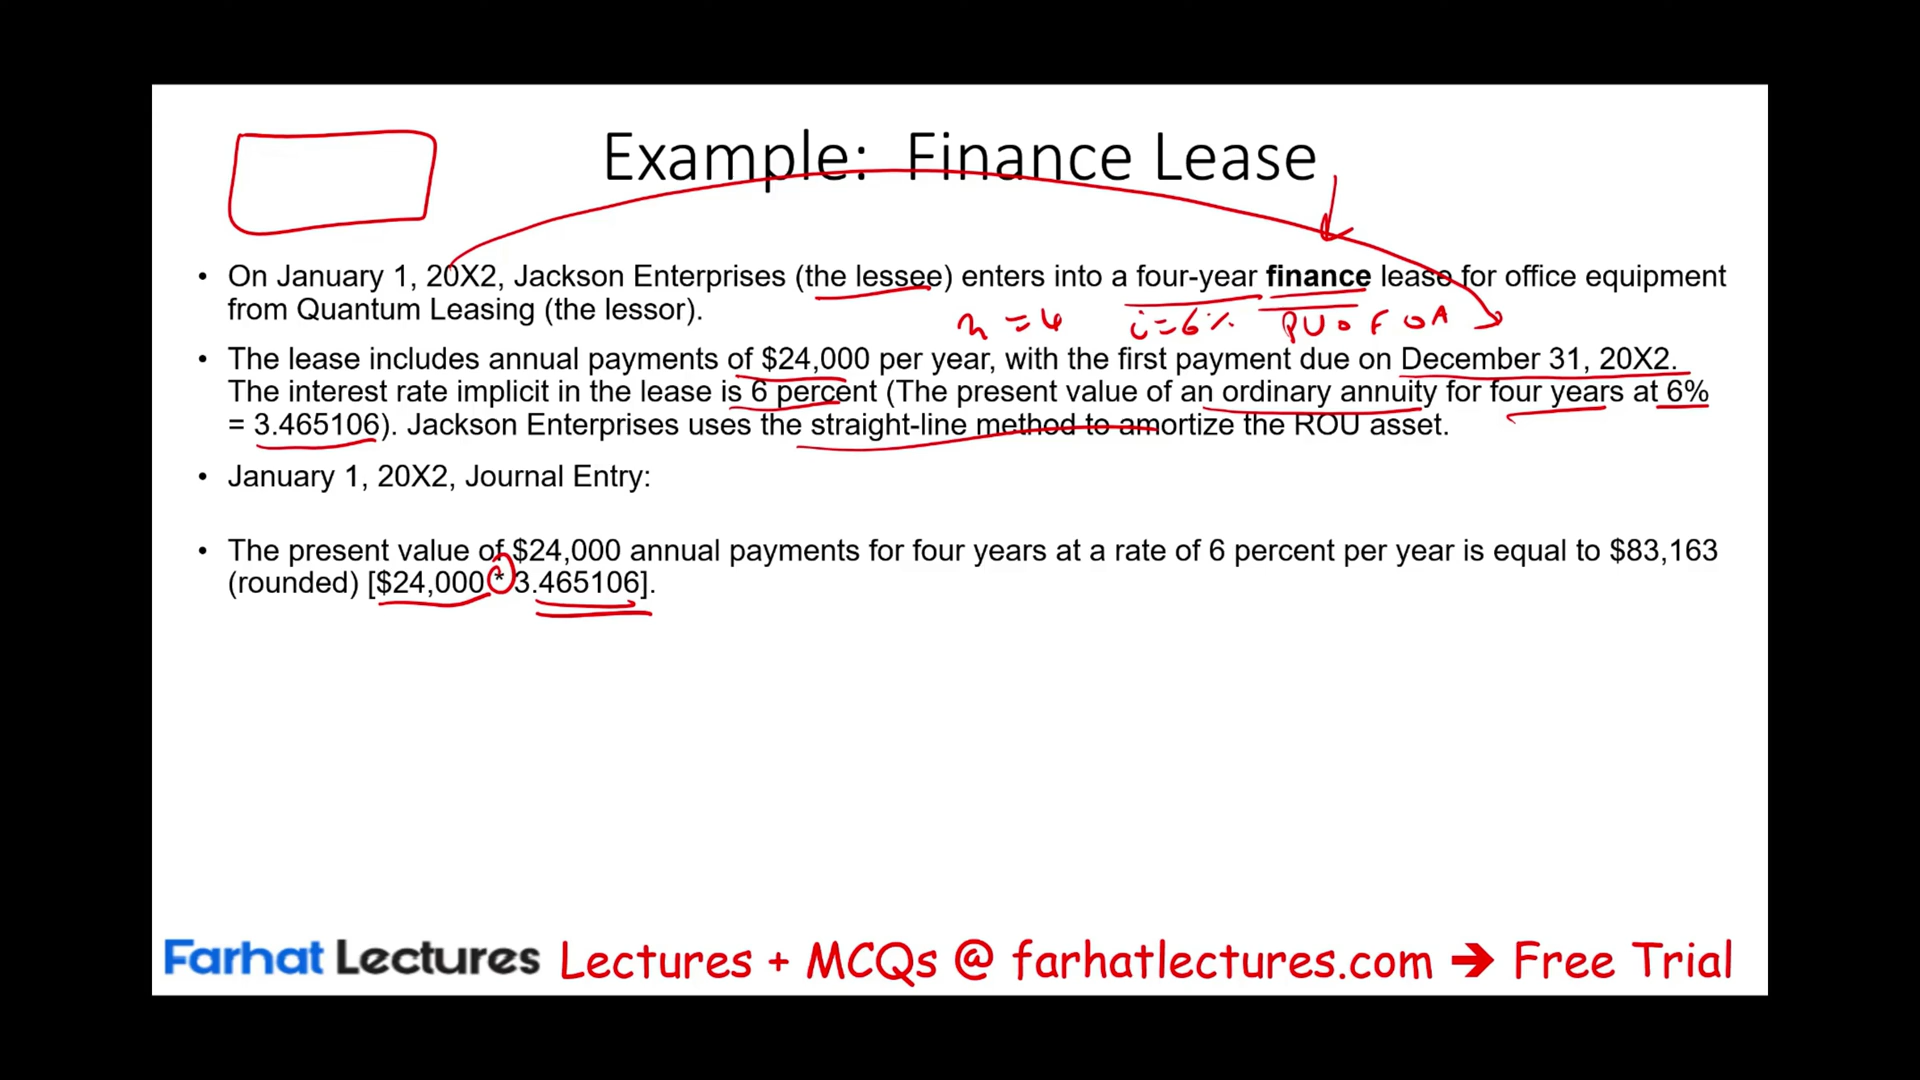 Example: Finance Lease
• On January 1, 20X2, Jackson Enterprises (the lessee) enters into a four-year finance lease for office equipment
from Quantum Leasing (the lessor).
n = 4 i=6% PV OF OA
• The lease includes annual payments of $24,000 per year, with the first payment due on December 31, 20X2.
The interest rate implicit in the lease is 6 percent (The present value of an ordinary annuity for four years at 6%
= 3.465106). Jackson Enterprises uses the straight-line method to amortize the ROU asset.
• January 1, 20X2, Journal Entry:
• The present value of $24,000 annual payments for four years at a rate of 6 percent per year is equal to $83,163
(rounded) [$24,000 * 3.465106].
Farhat Lectures Lectures + MCQs @ farhatlectures.com → Free Trial